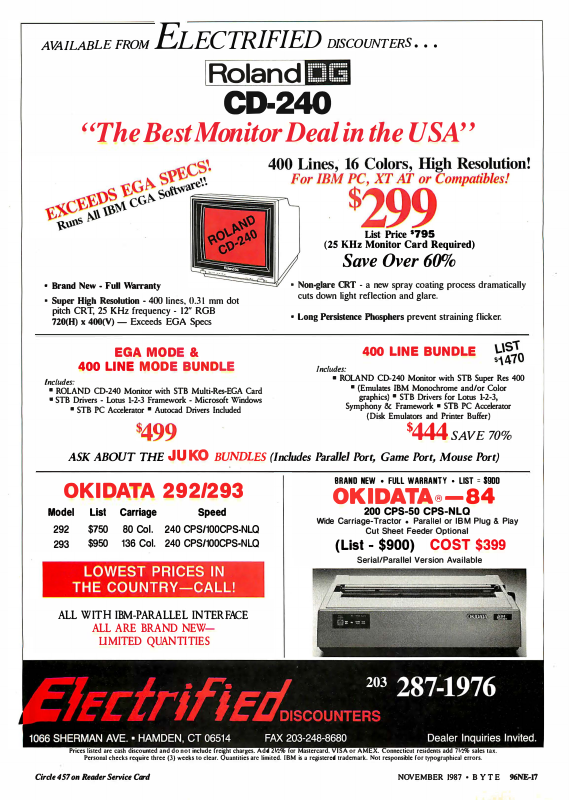 AVAILABLE FROM ELECTRIFIED DISCOUNTERS...
Roland DG
CD-240
"The Best Monitor Deal in the USA"
EXCEEDS EGA SPECS!
Runs All IBM CGA Software!!
400 Lines, 16 Colors, High Resolution!
For IBM PC, XT AT or Compatibles!
$299
List Price $795
(25 KHz Monitor Card Required)
Save Over 60%
ROLAND
CD-240
• Brand New - Full Warranty
• Super High Resolution - 400 lines, 0.31 mm dot
pitch CRT, 25 KHz frequency - 12" RGB
720(H) x 400(V) — Exceeds EGA Specs
• Non-glare CRT - a new spray coating process dramatically
cuts down light reflection and glare.
• Long Persistence Phosphers prevent straining flicker.
EGA MODE &
400 LINE MODE BUNDLE
Includes:
■ ROLAND CD-240 Monitor with STB Multi-Res-EGA Card
■ STB Drivers - Lotus 1-2-3 Framework - Microsoft Windows
■ STB PC Accelerator ■ Autocad Drivers Included
$499
400 LINE BUNDLE
LIST
$1470
Includes:
■ ROLAND CD-240 Monitor with STB Super Res 400
■ (Emulates IBM Monochrome and/or Color
graphics) ■ STB Drivers for Lotus 1-2-3,
Symphony & Framework ■ STB PC Accelerator
(Disk Emulators and Printer Buffer)
$444 SAVE 70%
ASK ABOUT THE JUKO BUNDLES (Includes Parallel Port, Game Port, Mouse Port)
OKIDATA 292/293
Model List Carriage Speed
292 $750 80 Col. 240 CPS/100CPS-NLQ
293 $950 136 Col. 240 CPS/100CPS-NLQ
LOWEST PRICES IN
THE COUNTRY—CALL!
ALL WITH IBM-PARALLEL INTERFACE
ALL ARE BRAND NEW—
LIMITED QUANTITIES
BRAND NEW • FULL WARRANTY • LIST = $900
OKIDATA®—84
200 CPS-50 CPS-NLQ
Wide Carriage-Tractor • Parallel or IBM Plug & Play
Cut Sheet Feeder Optional
(List - $900) COST $399
Serial/Parallel Version Available
OKIDATA
Electrified DISCOUNTERS
203 287-1976
1066 SHERMAN AVE. • HAMDEN, CT 06514 FAX 203-248-8680 Dealer Inquiries Invited.
Prices listed are cash discounted and do not include freight charges. Add 2½% for Mastercard, VISA or AMEX. Connecticut residents add 7½% sales tax.
Personal checks require three (3) weeks to clear. Quantities are limited. IBM is a registered trademark. Not responsible for typographical errors.
Circle 457 on Reader Service Card
NOVEMBER 1987 • BYTE 96NE-17